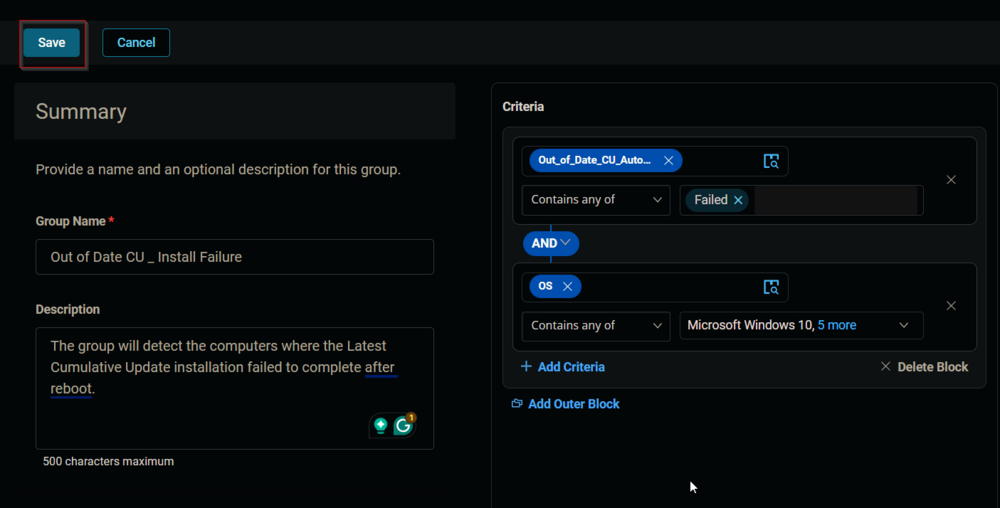 Save
Cancel
Summary
Provide a name and an optional description for this group.
Group Name *
Out of Date CU _ Install Failure
Description
The group will detect the computers where the Latest
Cumulative Update installation failed to complete after
reboot.
1
500 characters maximum
Criteria
Out_of_Date_CU_Auto...
Contains any of
Failed
AND
OS
Contains any of
Microsoft Windows 10, 5 more
+ Add Criteria
Delete Block
Add Outer Block